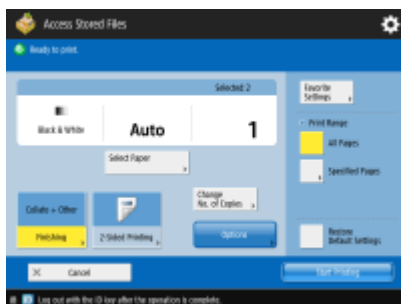 Access Stored Files
Ready to print.
Selected: 2
Black & White
Auto
1
Select Paper
Change
No. of Copies
Collate + Other
Finishing
2-Sided Printing
Options
Favorite
Settings
Print Range
All Pages
Specified Pages
Restore
Default Settings
Cancel
Start Printing
Log out with the ID key after the operation is complete.